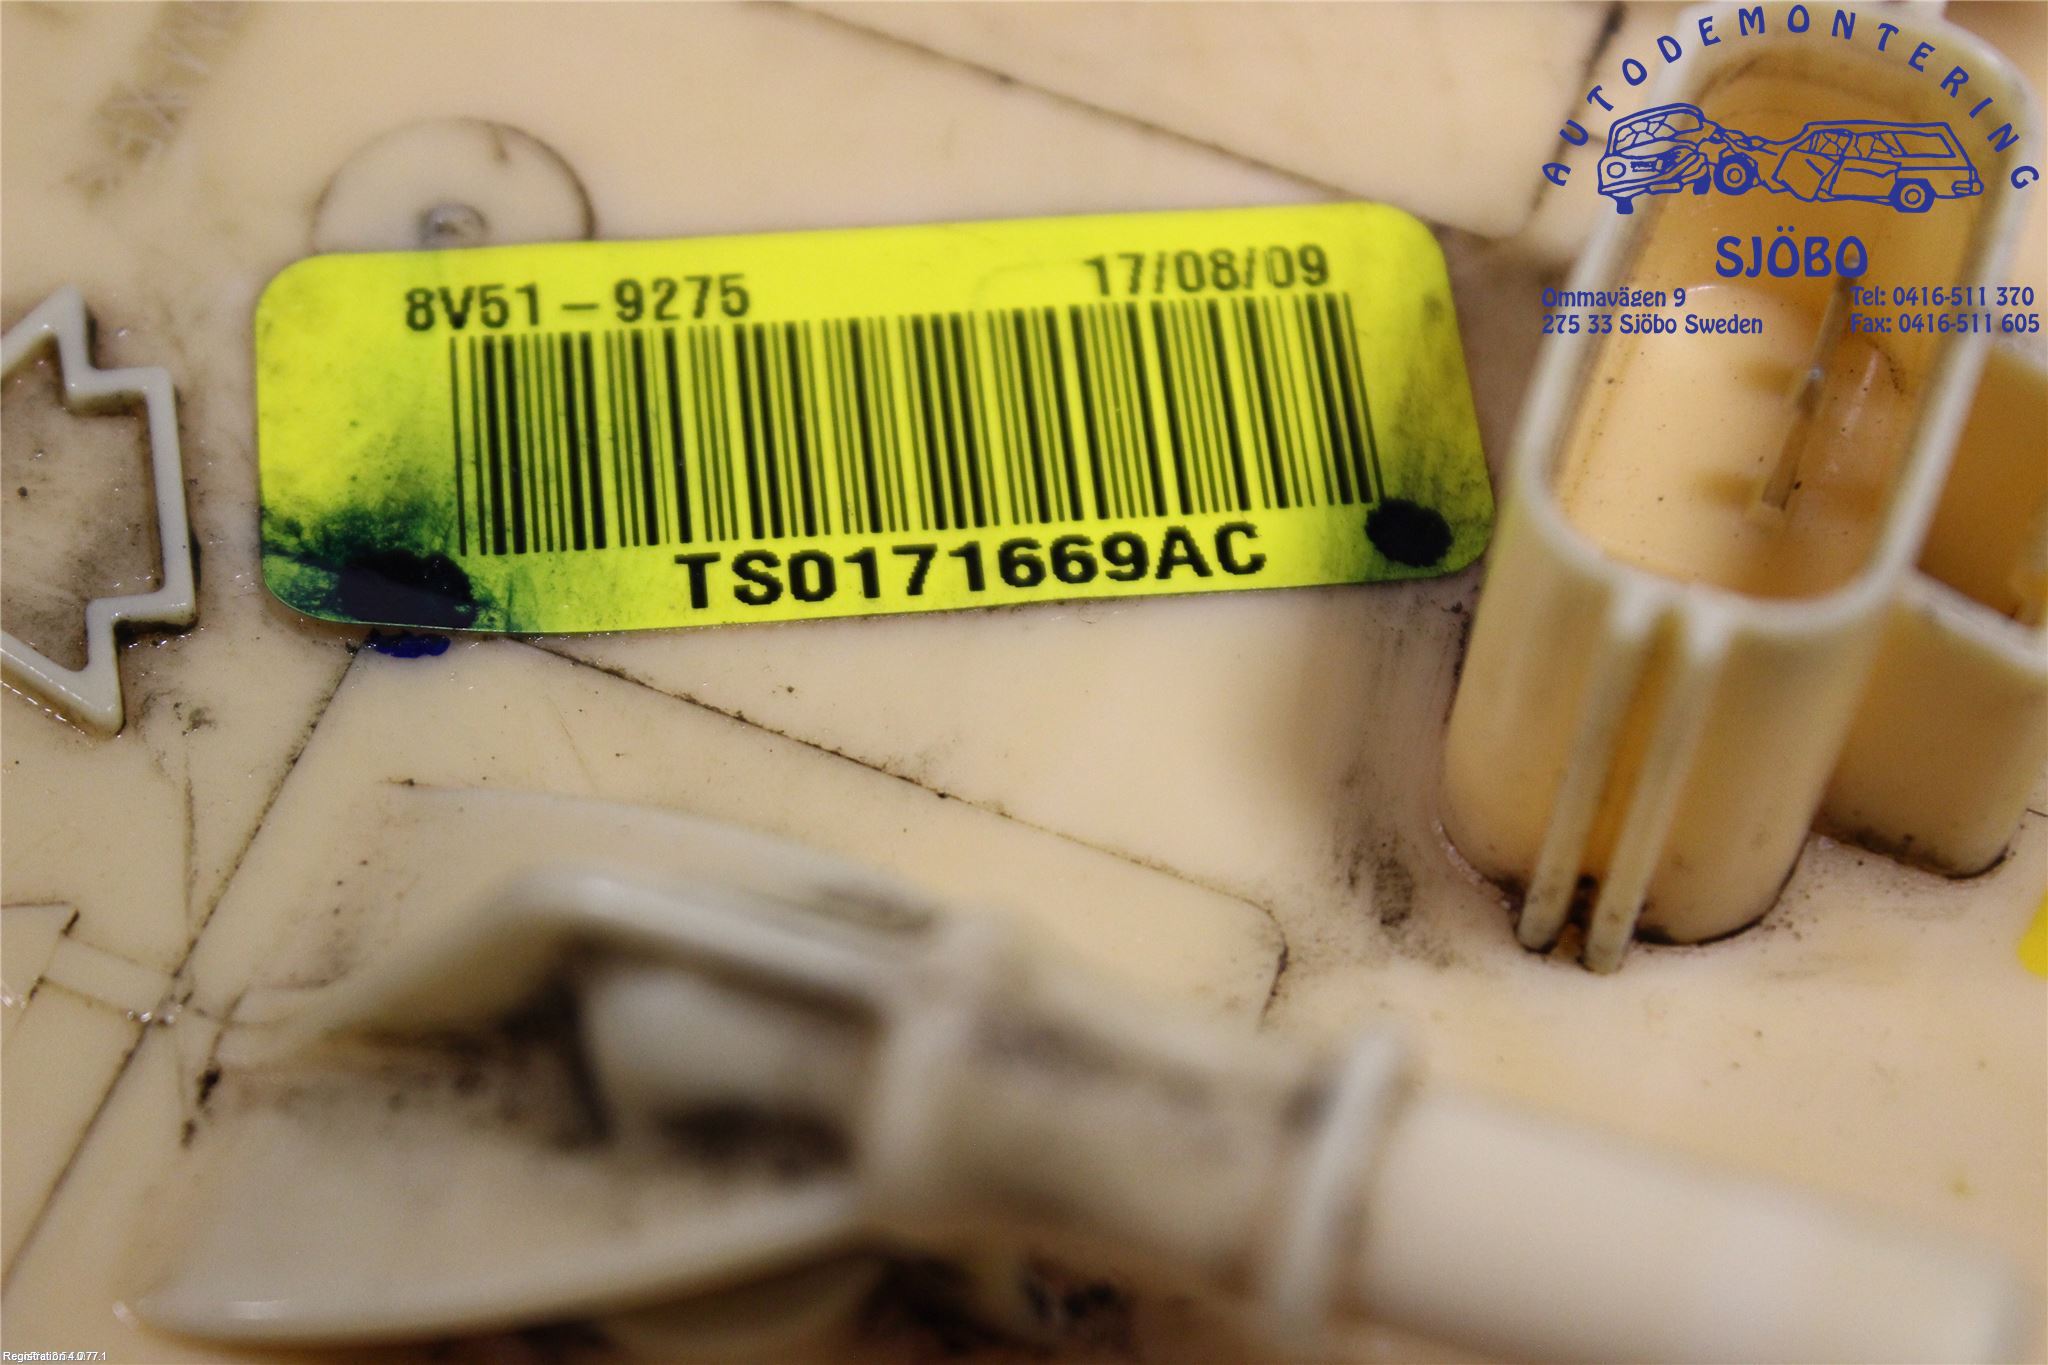 8V51-9275 17/08/09
TS0171669AC
AUTODEMONTERING
SJÖBO
Ommavägen 9 Tel: 0416-511 370
275 33 Sjöbo Sweden Fax: 0416-511 605